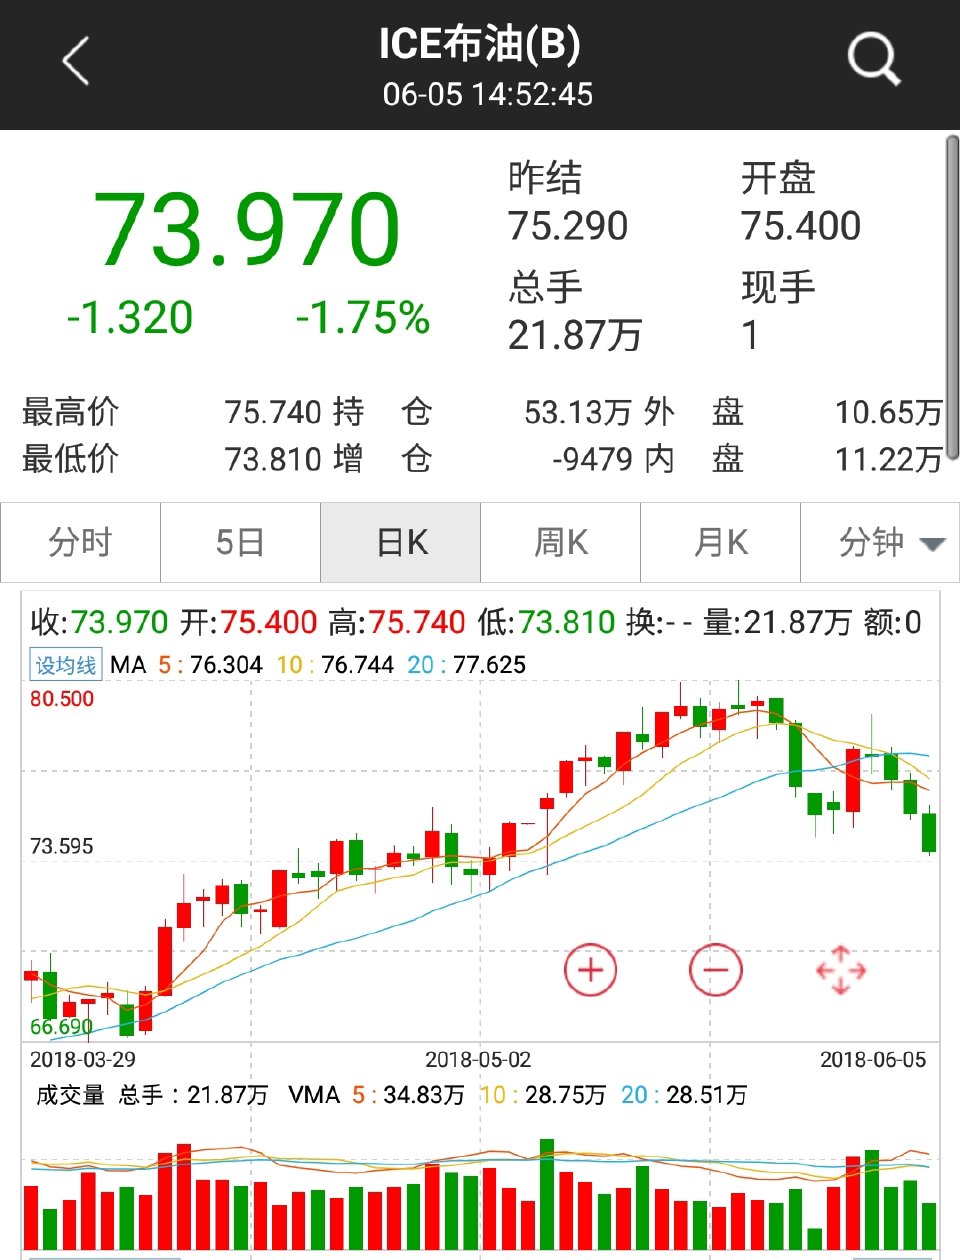 ICE布油(B)
06-05 14:52:45
73.970
-1.320 -1.75%
昨结 开盘
75.290 75.400
总手 现手
21.87万 1
最高价 75.740 持仓 53.13万 外盘 10.65万
最低价 73.810 增仓 -9479 内盘 11.22万
分时 5日 日K 周K 月K 分钟
收:73.970 开:75.400 高:75.740 低:73.810 换:-- 量:21.87万 额:0
设均线 MA 5:76.304 10:76.744 20:77.625
80.500
73.595
66.690
2018-03-29 2018-05-02 2018-06-05
成交量 总手:21.87万 VMA 5:34.83万 10:28.75万 20:28.51万